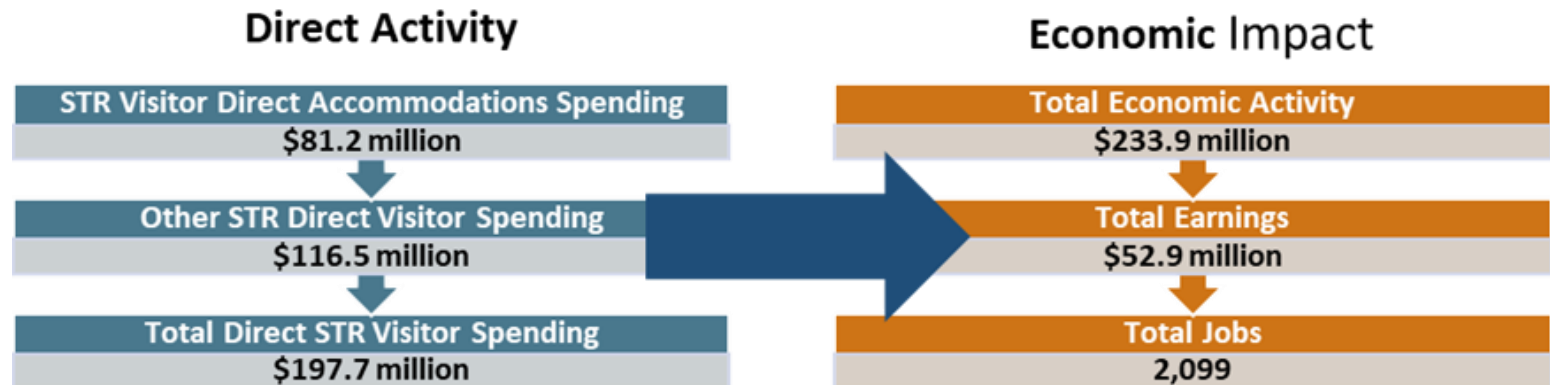 Direct Activity
STR Visitor Direct Accommodations Spending
$81.2 million
Other STR Direct Visitor Spending
$116.5 million
Total Direct STR Visitor Spending
$197.7 million
Economic Impact
Total Economic Activity
$233.9 million
Total Earnings
$52.9 million
Total Jobs
2,099